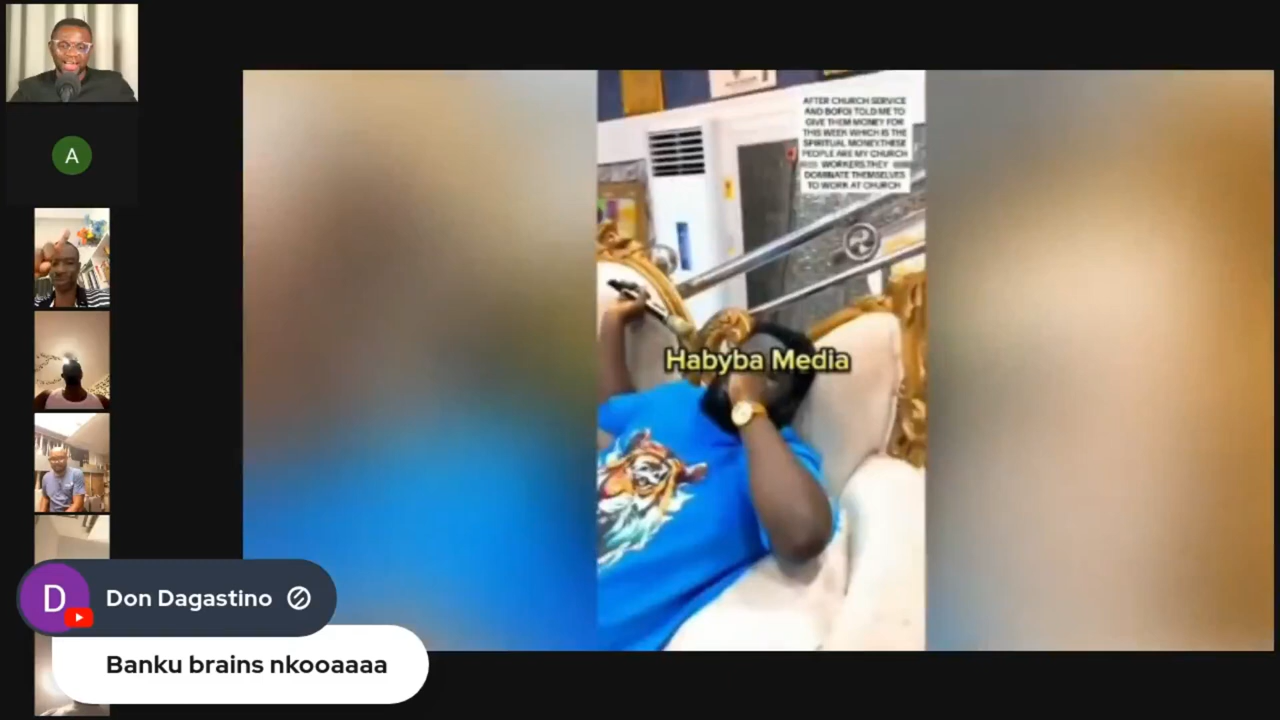 A
AFTER CHURCH SERVICE
AND BOFOI TOLD ME TO
GIVE THEM MONEY FOR
THIS WEEK WHICH IS THE
SPIRITUAL MONEY.THESE
PEOPLE ARE MY CHURCH
WORKERS.THEY
DOMINATE THEMSELVES
TO WORK AT CHURCH
Habyba Media
D
Don Dagastino
Banku brains nkooaaaa